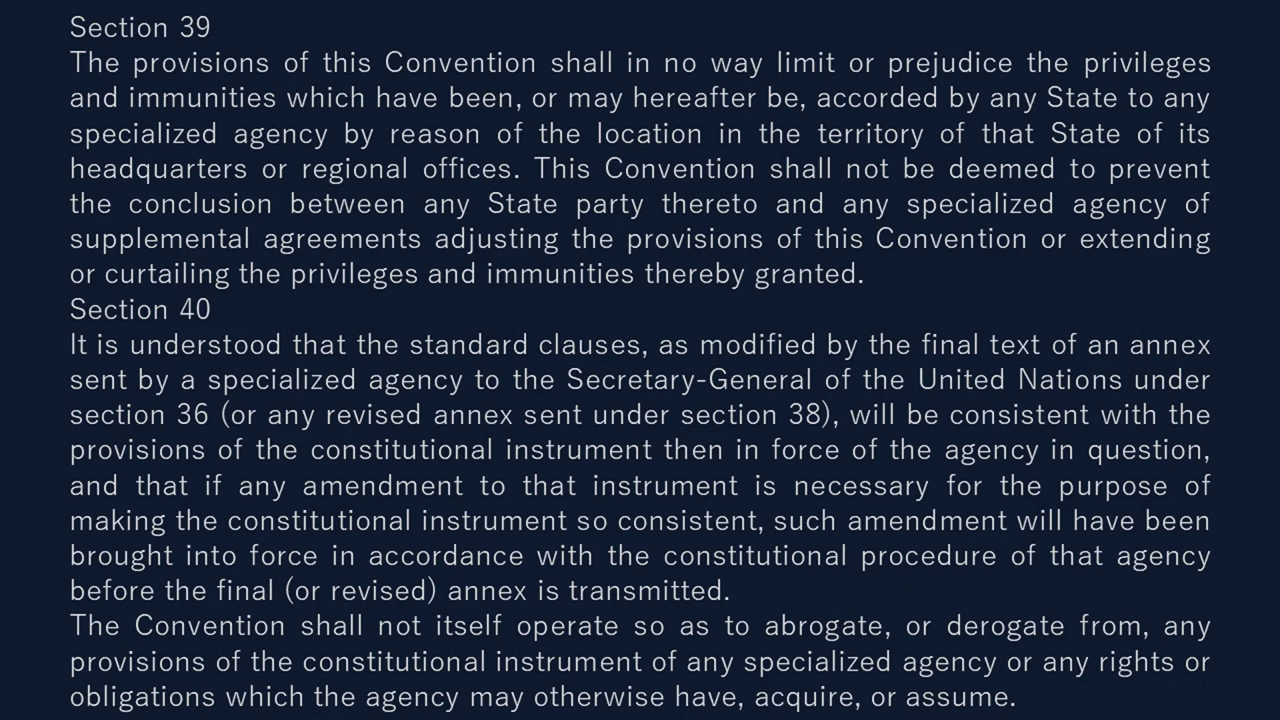 Section 39
The provisions of this Convention shall in no way limit or prejudice the privileges
and immunities which have been, or may hereafter be, accorded by any State to any
specialized agency by reason of the location in the territory of that State of its
headquarters or regional offices. This Convention shall not be deemed to prevent
the conclusion between any State party thereto and any specialized agency of
supplemental agreements adjusting the provisions of this Convention or extending
or curtailing the privileges and immunities thereby granted.
Section 40
It is understood that the standard clauses, as modified by the final text of an annex
sent by a specialized agency to the Secretary-General of the United Nations under
section 36 (or any revised annex sent under section 38), will be consistent with the
provisions of the constitutional instrument then in force of the agency in question,
and that if any amendment to that instrument is necessary for the purpose of
making the constitutional instrument so consistent, such amendment will have been
brought into force in accordance with the constitutional procedure of that agency
before the final (or revised) annex is transmitted.
The Convention shall not itself operate so as to abrogate, or derogate from, any
provisions of the constitutional instrument of any specialized agency or any rights or
obligations which the agency may otherwise have, acquire, or assume.